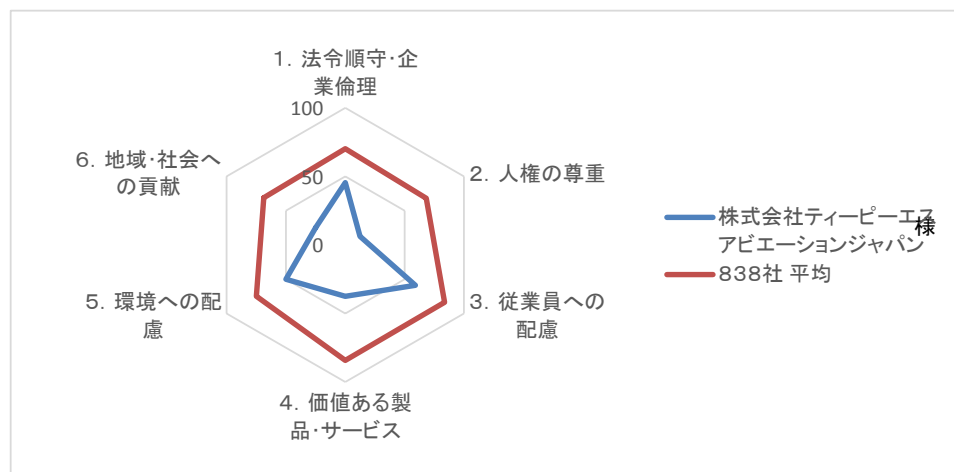 1. 法令順守・企
業倫理
100
6. 地域・社会へ
の貢献
50
2. 人権の尊重
0
株式会社ティーピーエス
アビエーションジャパン
様
838社 平均
5. 環境への配
慮
3. 従業員への
配慮
4. 価値ある製
品・サービス